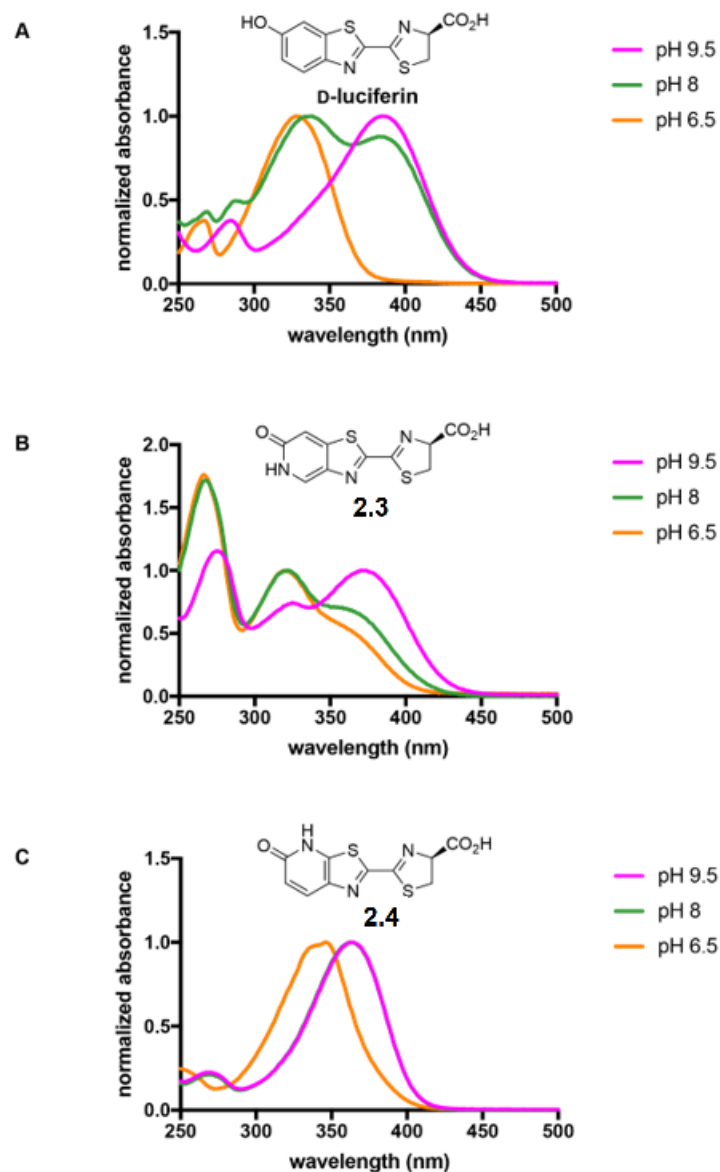 A
HO
N
CO₂H
S
N
S
D-luciferin
1.5
1.0
0.5
0.0
250 300 350 400 450 500
normalized absorbance
wavelength (nm)
pH 9.5
pH 8
pH 6.5
B
O
HN
S
N
N
S
CO₂H
2.3
2.0
1.5
1.0
0.5
0.0
250 300 350 400 450 500
normalized absorbance
wavelength (nm)
pH 9.5
pH 8
pH 6.5
C
H
O
N
S
N
N
S
CO₂H
2.4
1.5
1.0
0.5
0.0
250 300 350 400 450 500
normalized absorbance
wavelength (nm)
pH 9.5
pH 8
pH 6.5